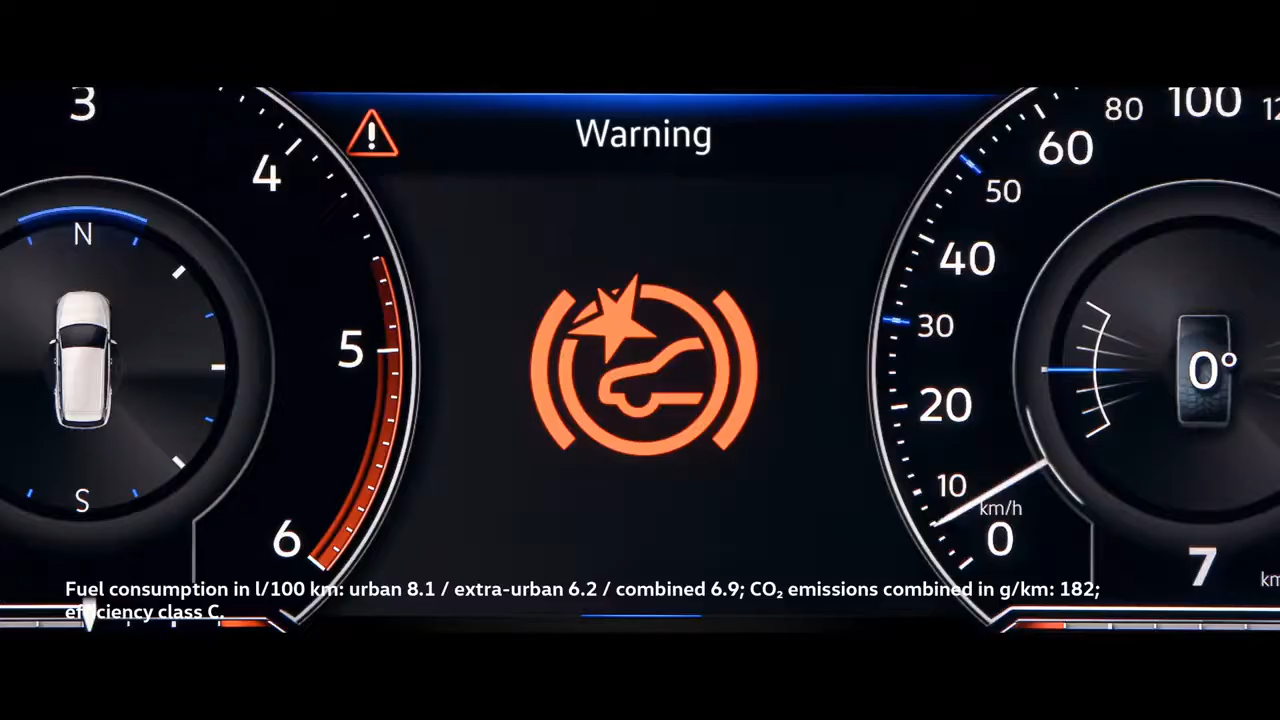 3
4
5
6
N
S
Warning
100
80
60
50
40
30
20
10
km/h
0
0°
7
Fuel consumption in l/100 km: urban 8.1 / extra-urban 6.2 / combined 6.9; CO₂ emissions combined in g/km: 182;
efficiency class C.